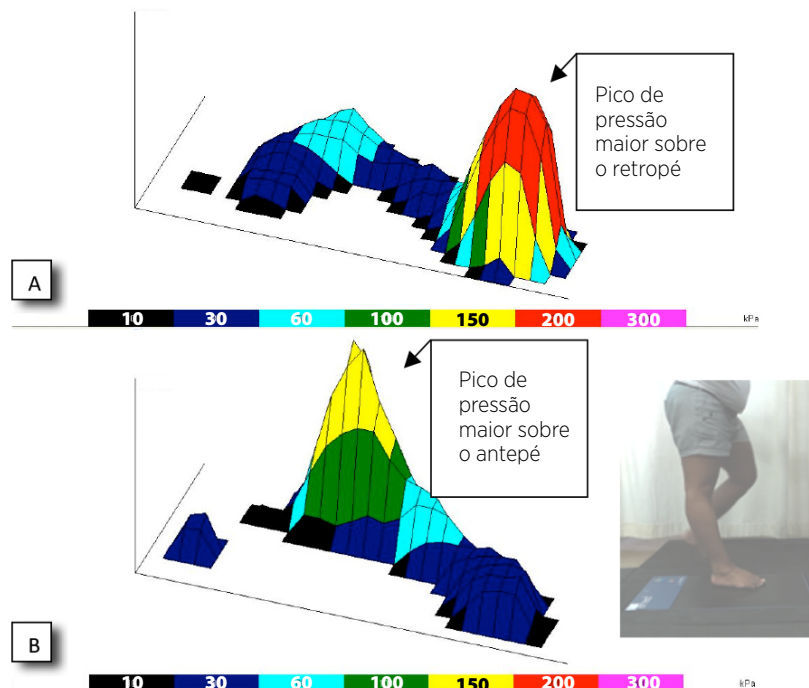 Pico de
pressão
maior sobre
o retropé
A
10 30 60 100 150 200 300 kPa
Pico de
pressão
maior sobre
o antepé
B
10 30 60 100 150 200 300 kPa